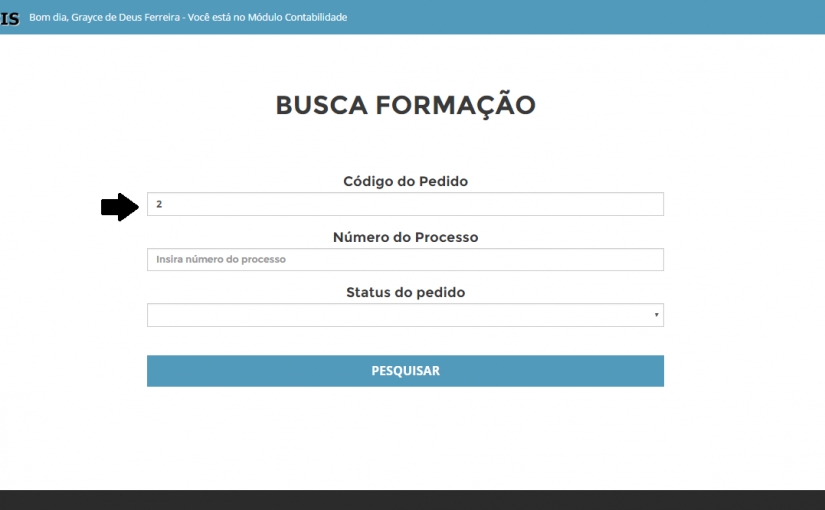 IS Bom dia, Grayce de Deus Ferreira - Você está no Módulo Contabilidade
BUSCA FORMAÇÃO
Código do Pedido
2
Número do Processo
Insira número do processo
Status do pedido
PESQUISAR